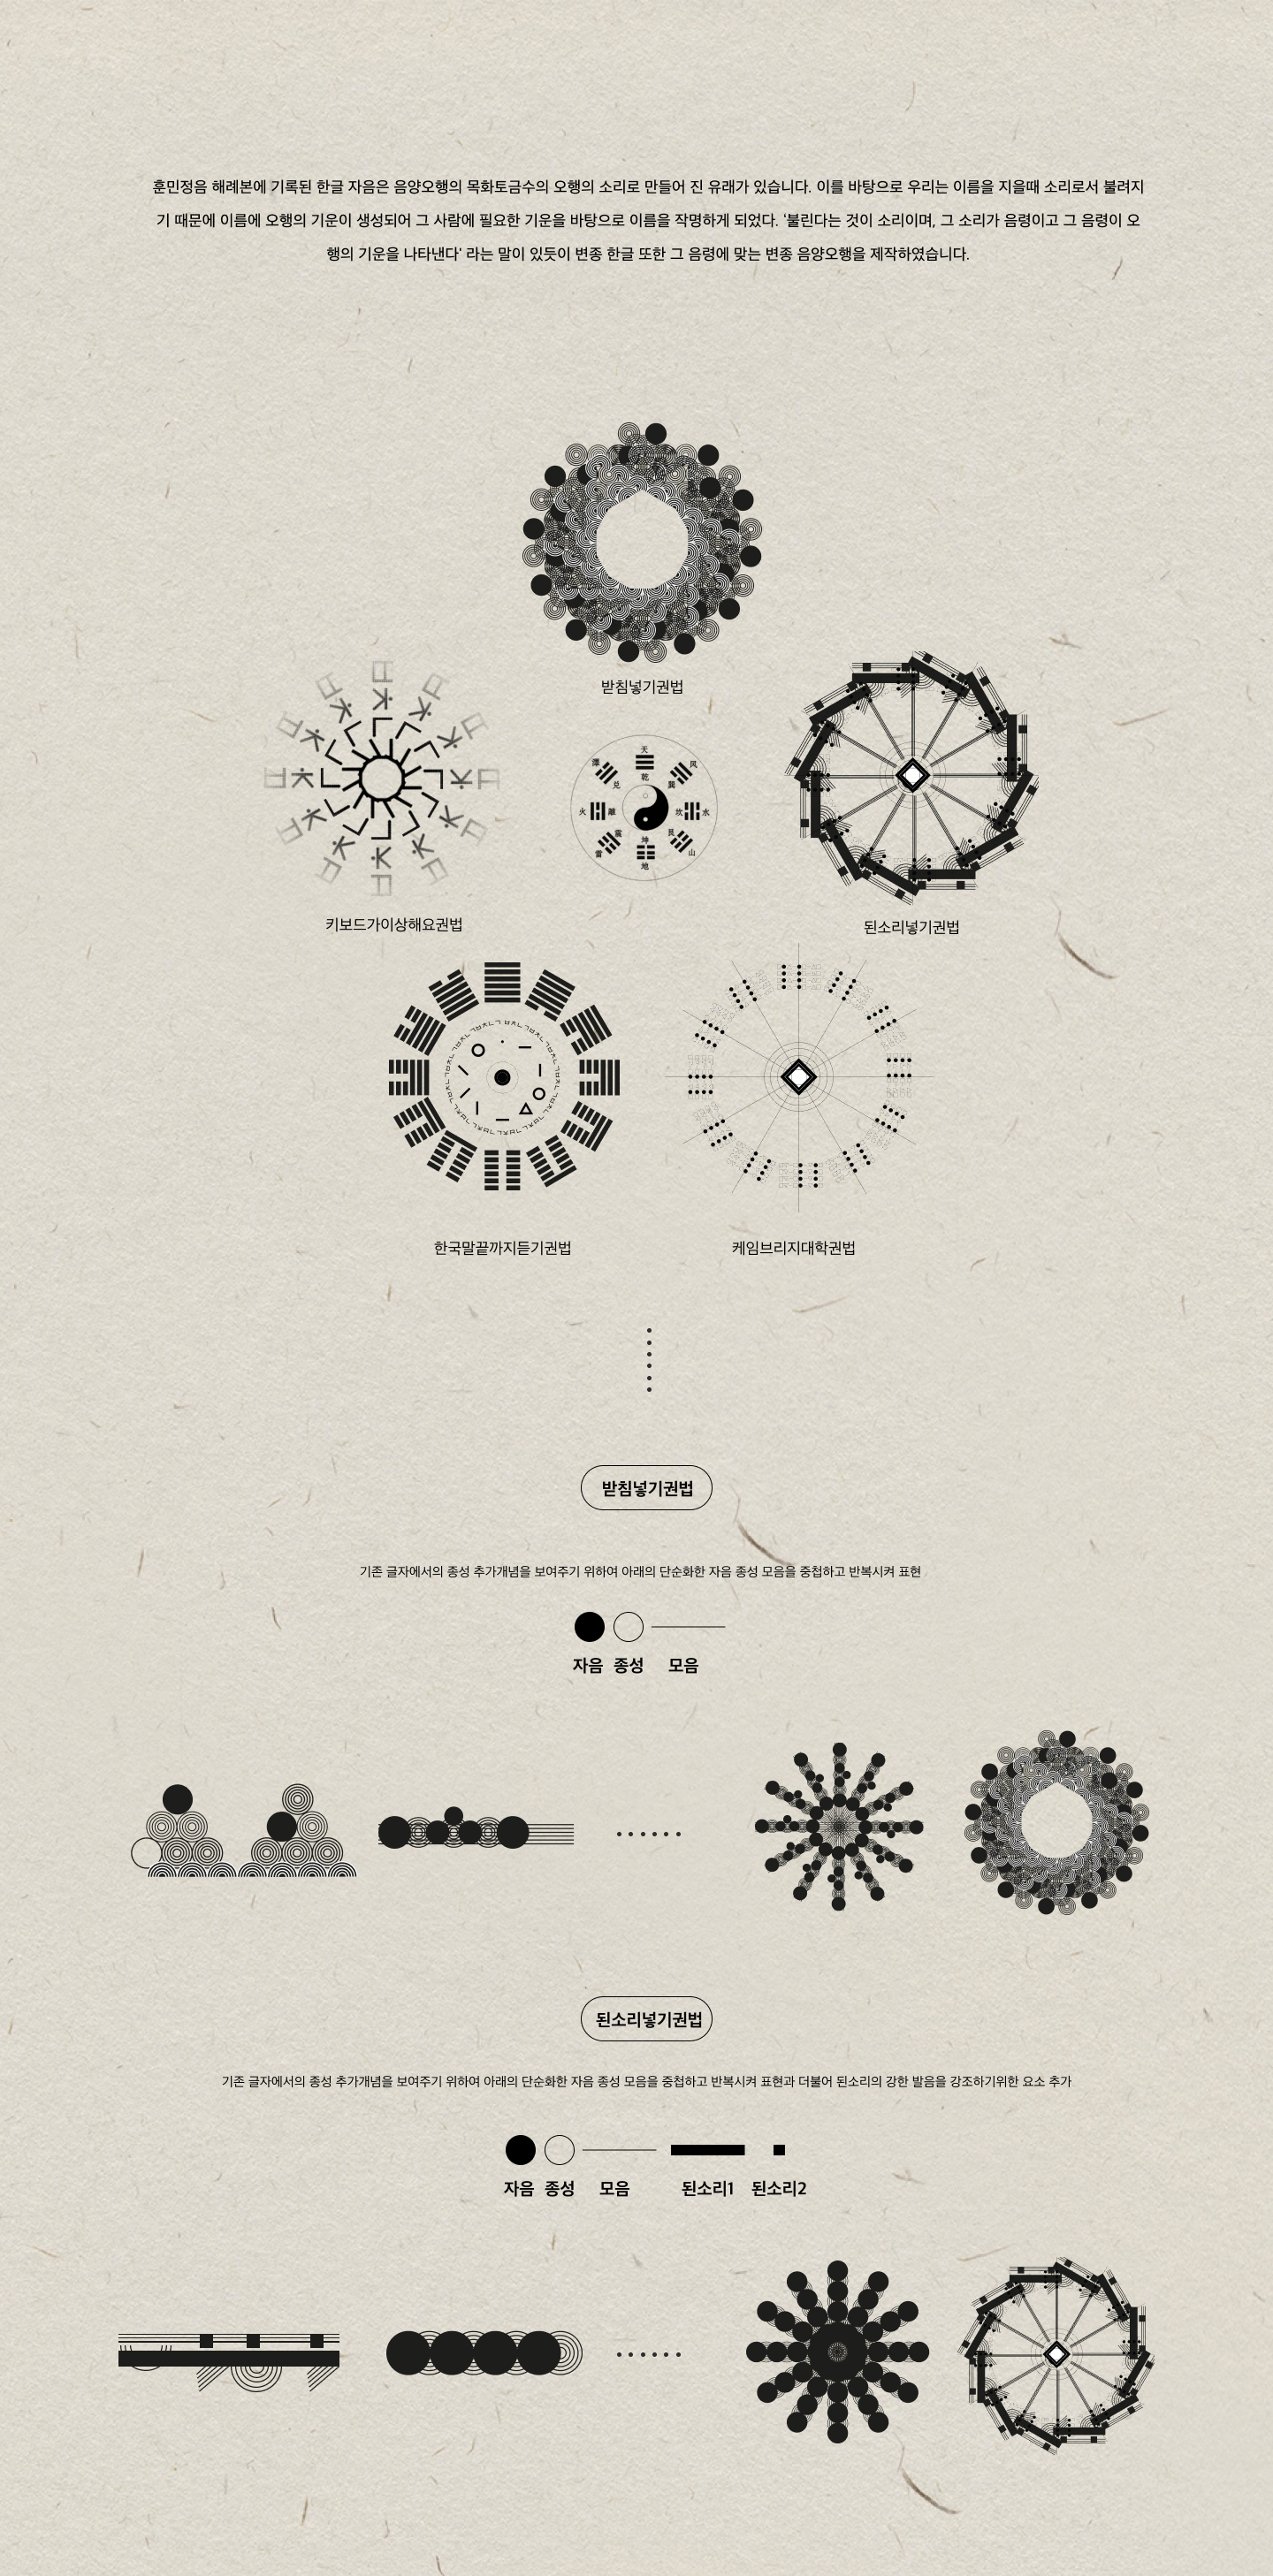 훈민정음 해례본에 기록된 한글 자음은 음양오행의 목화토금수의 오행의 소리로 만들어 진 유래가 있습니다. 이를 바탕으로 우리는 이름을 지을때 소리로서 불려지
기 때문에 이름에 오행의 기운이 생성되어 그 사람에 필요한 기운을 바탕으로 이름을 작명하게 되었다. '불린다는 것이 소리이며, 그 소리가 음령이고 그 음령이 오
행의 기운을 나타낸다' 라는 말이 있듯이 변종 한글 또한 그 음령에 맞는 변종 음양오행을 제작하였습니다.
받침넣기권법
天
澤 风
兑 乾 巽
火 離 坎 水
震 坤 艮
雷 地 山
키보드가이상해요권법
된소리넣기권법
한국말끝까지듣기권법
케임브리지대학권법
받침넣기권법
기존 글자에서의 종성 추가개념을 보여주기 위하여 아래의 단순화한 자음 종성 모음을 중첩하고 반복시켜 표현
자음 종성 모음
된소리넣기권법
기존 글자에서의 종성 추가개념을 보여주기 위하여 아래의 단순화한 자음 종성 모음을 중첩하고 반복시켜 표현과 더불어 된소리의 강한 발음을 강조하기위한 요소 추가
자음 종성 모음 된소리1 된소리2